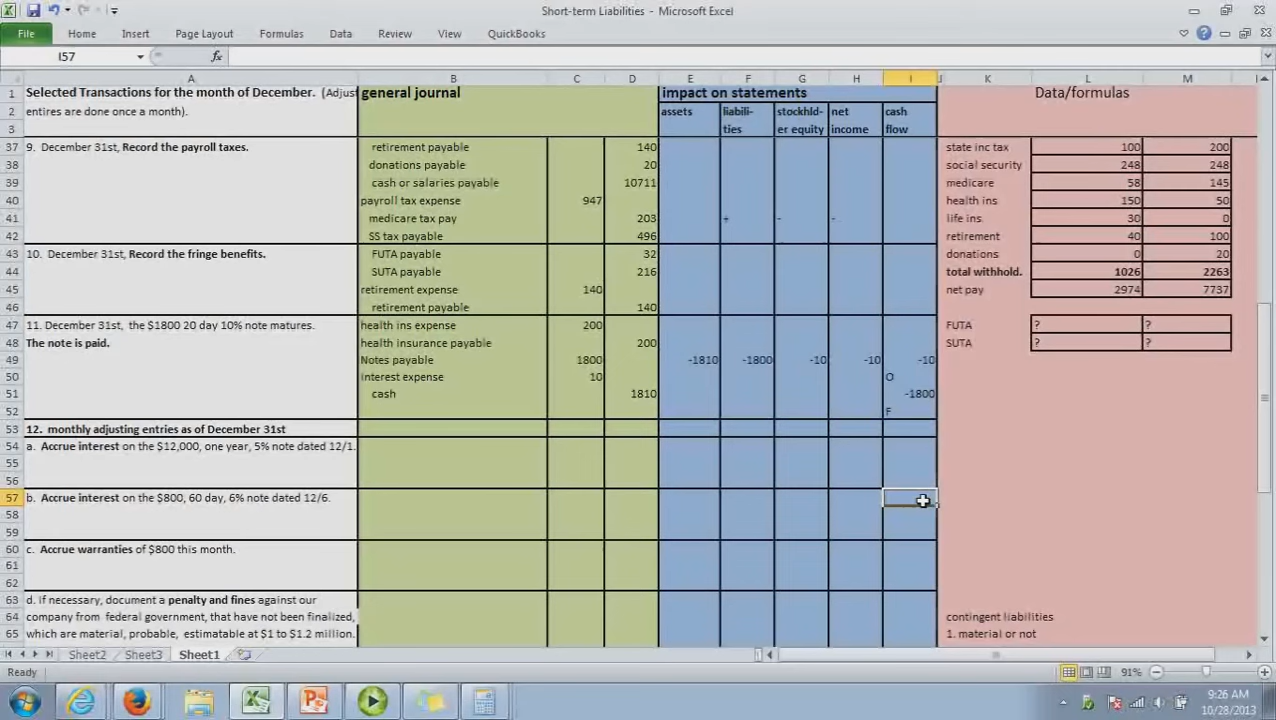 Short-term Liabilities - Microsoft Excel
File Home Insert Page Layout Formulas Data Review View QuickBooks
I57 fx
A B C D E F G H I J K L M
1 Selected Transactions for the month of December. (Adjust general journal impact on statements Data/formulas
2 entires are done once a month). assets liabili- stockhld- net cash
3 ties er equity income flow
37 9. December 31st, Record the payroll taxes. retirement payable 140 state inc tax 100 200
38 donations payable 20 social security 248 248
39 cash or salaries payable 10711 medicare 58 145
40 payroll tax expense 947 health ins 150 50
41 medicare tax pay 203 + - - life ins. 30 0
42 SS tax payable 496 retirement 40 100
43 10. December 31st, Record the fringe benefits. FUTA payable 32 donations 0 20
44 SUTA payable 216 total withhold. 1026 2263
45 retirement expense 140 net pay 2974 7737
46 retirement payable 140
47 11. December 31st, the $1800 20 day 10% note matures. health ins expense 200 FUTA ? ?
48 The note is paid. health insurance payable 200 SUTA ? ?
49 Notes payable 1800 -1810 -1800 -10 -10 -10
50 Interest expense 10 O
51 cash 1810 -1800
52 F
53 12. monthly adjusting entries as of December 31st
54 a. Accrue interest on the $12,000, one year, 5% note dated 12/1.
55
56
57 b. Accrue interest on the $800, 60 day, 6% note dated 12/6.
58
59
60 c. Accrue warranties of $800 this month.
61
62
63 d. if necessary, document a penalty and fines against our
64 company from federal government, that have not been finalized, contingent liabilities
65 which are material, probable, estimatable at $1 to $1.2 million. 1. material or not
Sheet2 Sheet3 Sheet1
Ready 91%
9:26 AM
10/28/2013